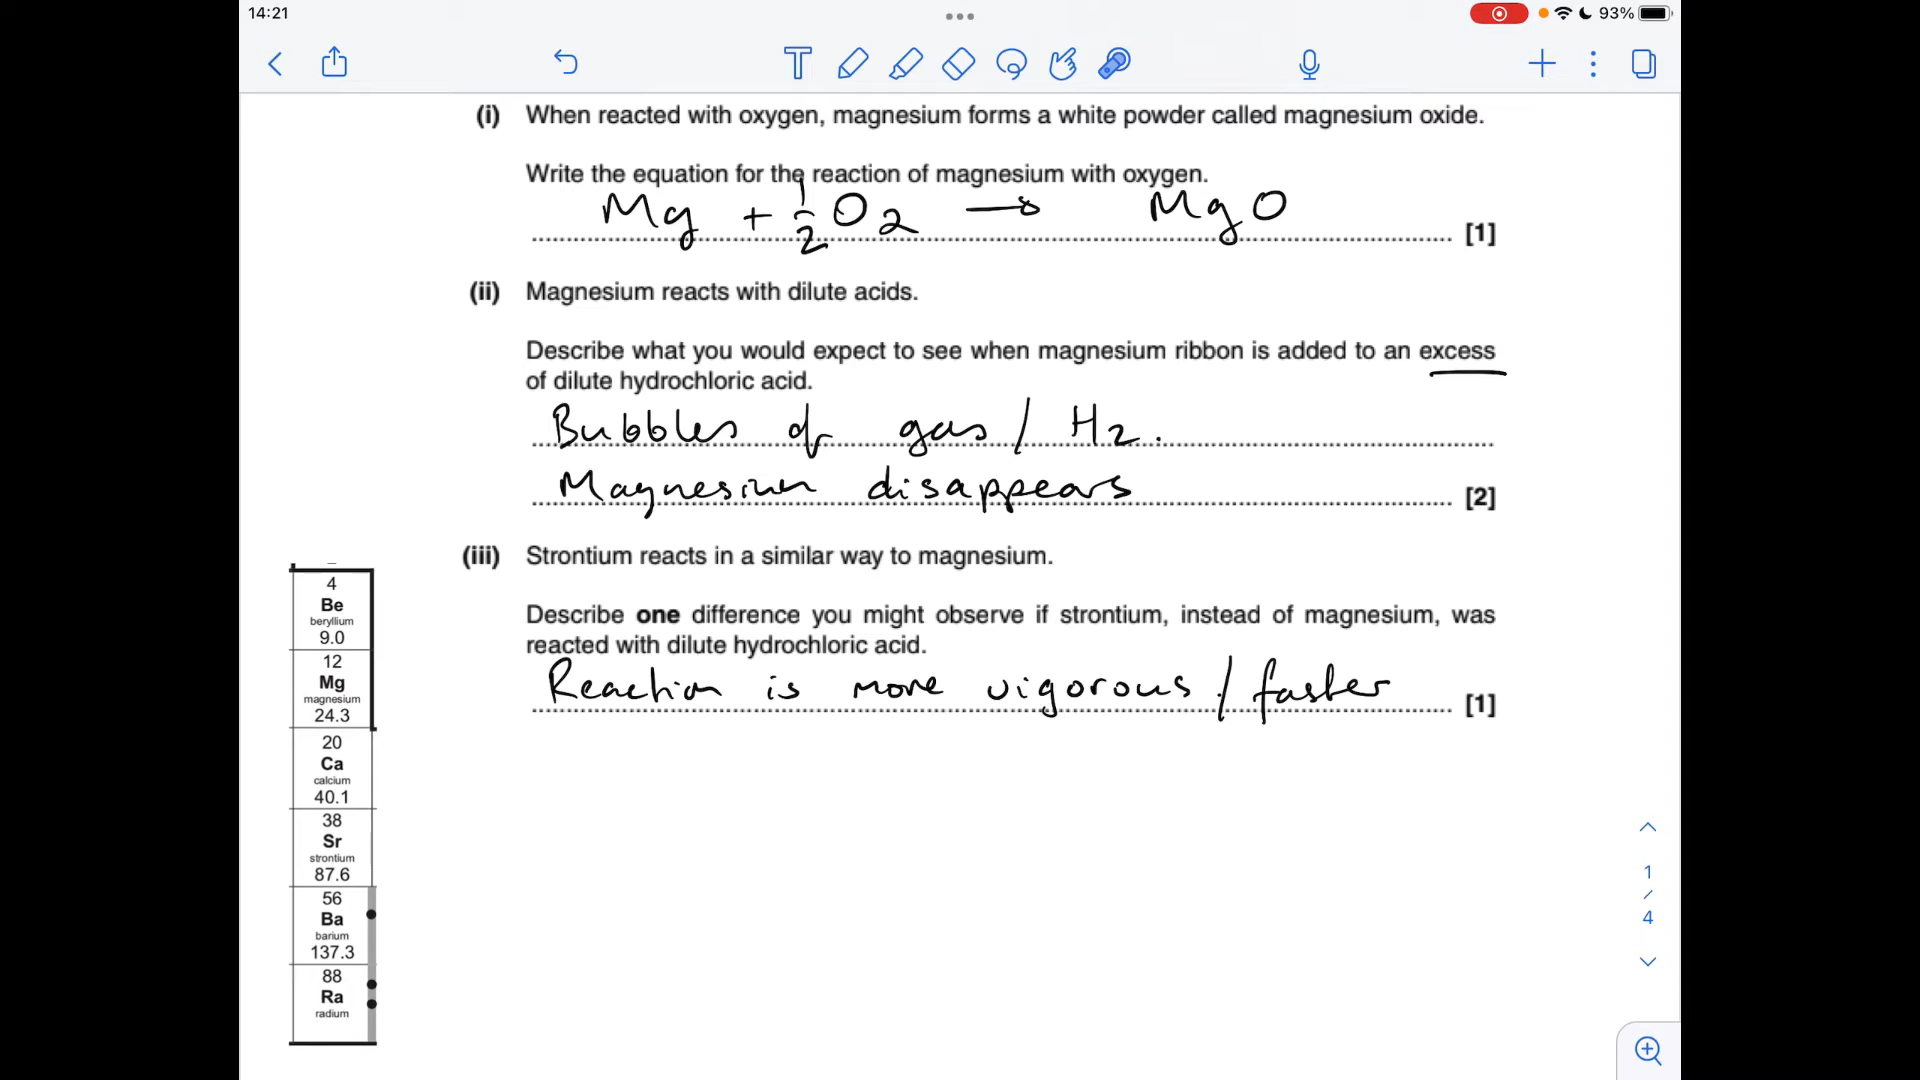 14:21
93%
(i) When reacted with oxygen, magnesium forms a white powder called magnesium oxide.
Write the equation for the reaction of magnesium with oxygen.
Mg + 1/2 O2 → MgO
[1]
(ii) Magnesium reacts with dilute acids.
Describe what you would expect to see when magnesium ribbon is added to an excess
of dilute hydrochloric acid.
Bubbles of gas / H2.
Magnesium disappears
[2]
(iii) Strontium reacts in a similar way to magnesium.
Describe one difference you might observe if strontium, instead of magnesium, was
reacted with dilute hydrochloric acid.
Reaction is more vigorous / faster
[1]
4
Be
beryllium
9.0
12
Mg
magnesium
24.3
20
Ca
calcium
40.1
38
Sr
strontium
87.6
56
Ba
barium
137.3
88
Ra
radium
1
/
4